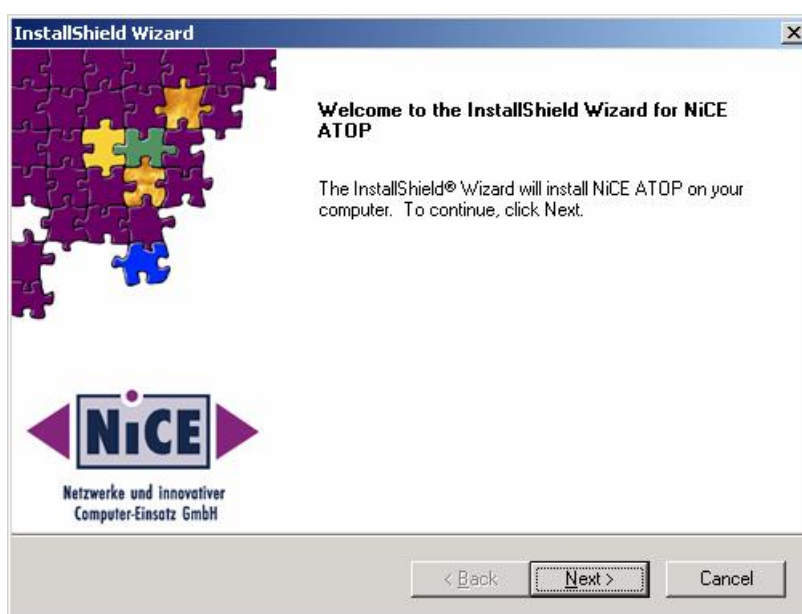 InstallShield Wizard
Welcome to the InstallShield Wizard for NiCE
ATOP
The InstallShield® Wizard will install NiCE ATOP on your
computer. To continue, click Next.
NiCE
Netzwerke und innovativer
Computer-Einsatz GmbH
< Back
Next >
Cancel